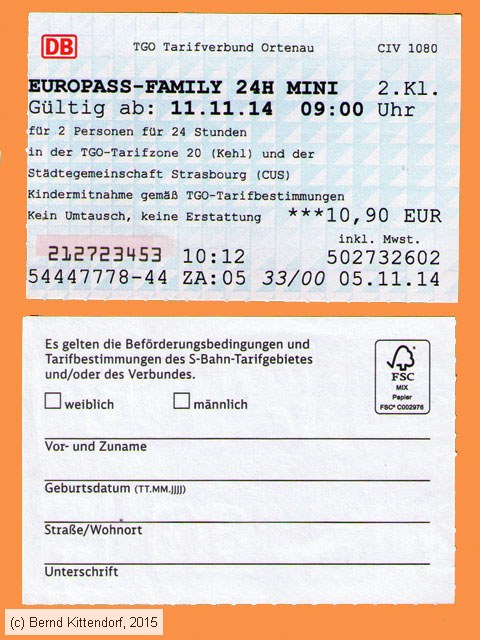 DB TGO Tarifverbund Ortenau CIV 1080
EUROPASS-FAMILY 24H MINI 2.Kl.
Gültig ab: 11.11.14 09:00 Uhr
für 2 Personen für 24 Stunden
in der TGO-Tarifzone 20 (Kehl) und der
Städtegemeinschaft Strasbourg (CUS)
Kindermitnahme gemäß TGO-Tarifbestimmungen
Kein Umtausch, keine Erstattung ***10,90 EUR
inkl. Mwst.
212723453 10:12 502732602
54447778-44 ZA:05 33/00 05.11.14
Es gelten die Beförderungsbedingungen und
Tarifbestimmungen des S-Bahn-Tarifgebietes
und/oder des Verbundes.
weiblich männlich
FSC
MIX
Papier
FSC® C002976
Vor- und Zuname
Geburtsdatum (TT.MM.JJJJ)
Straße/Wohnort
Unterschrift
(c) Bernd Kittendorf, 2015